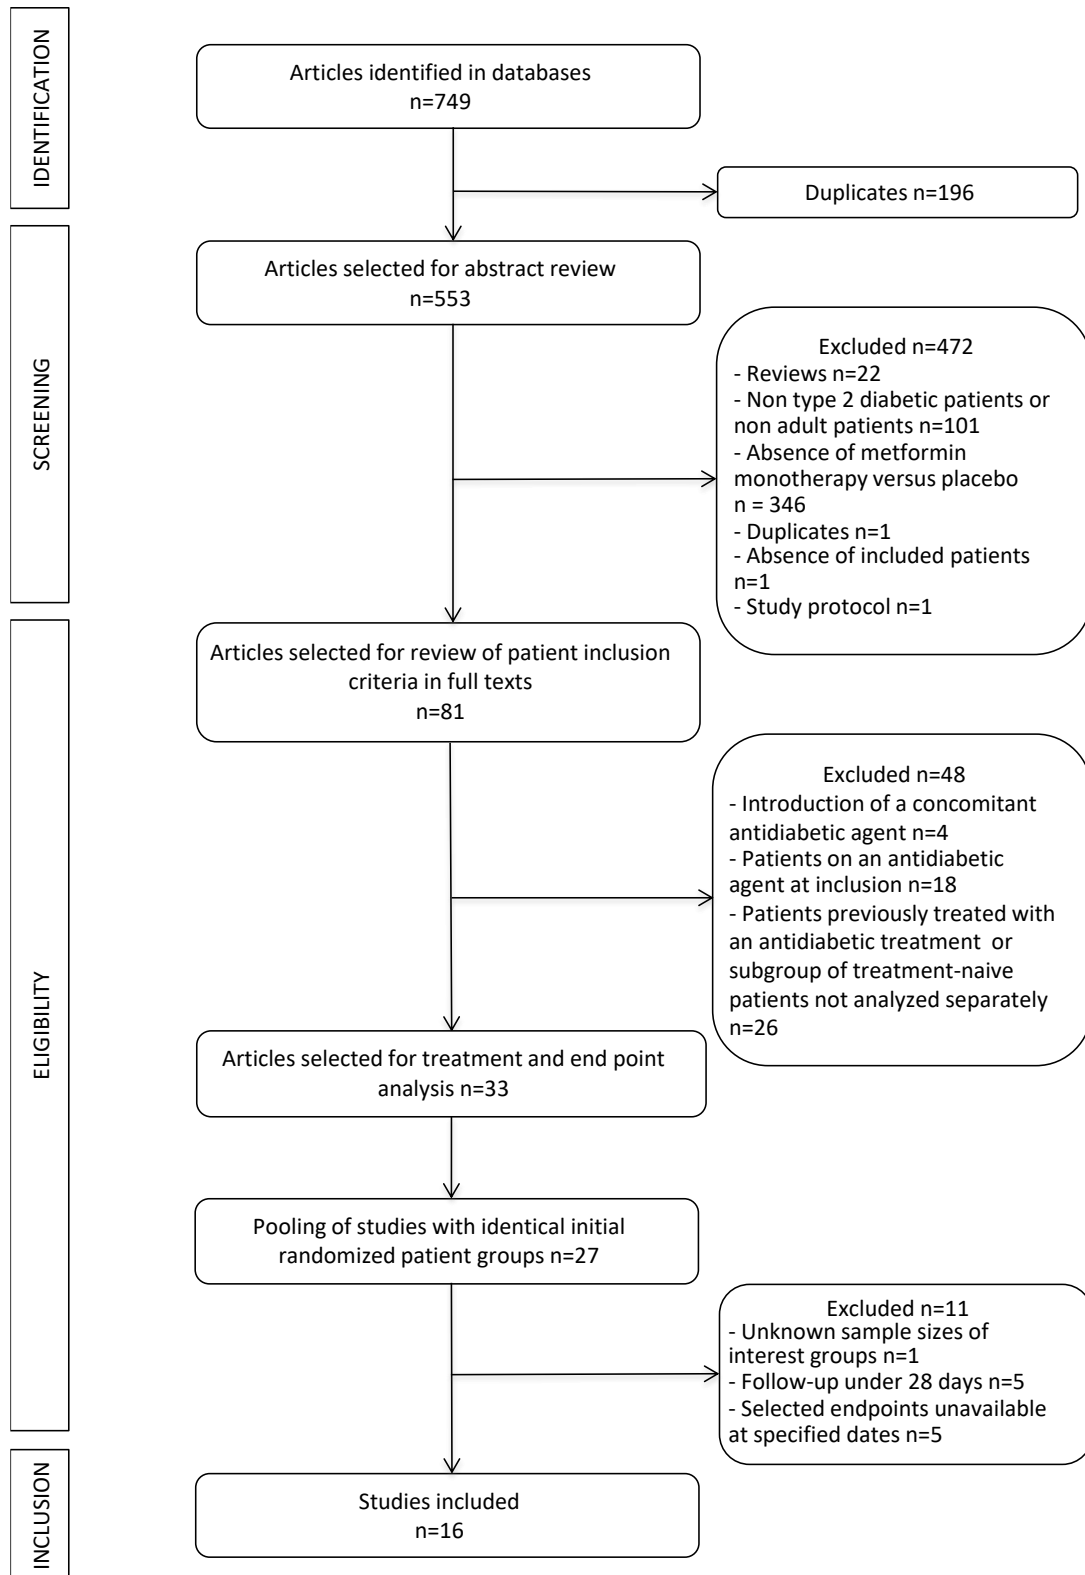 IDENTIFICATION
Articles identified in databases
n=749
Duplicates n=196
SCREENING
Articles selected for abstract review
n=553
Excluded n=472
- Reviews n=22
- Non type 2 diabetic patients or
non adult patients n=101
- Absence of metformin
monotherapy versus placebo
n = 346
- Duplicates n=1
- Absence of included patients
n=1
- Study protocol n=1
ELIGIBILITY
Articles selected for review of patient inclusion
criteria in full texts
n=81
Excluded n=48
- Introduction of a concomitant
antidiabetic agent n=4
- Patients on an antidiabetic
agent at inclusion n=18
- Patients previously treated with
an antidiabetic treatment or
subgroup of treatment-naive
patients not analyzed separately
n=26
Articles selected for treatment and end point
analysis n=33
Pooling of studies with identical initial
randomized patient groups n=27
Excluded n=11
- Unknown sample sizes of
interest groups n=1
- Follow-up under 28 days n=5
- Selected endpoints unavailable
at specified dates n=5
INCLUSION
Studies included
n=16